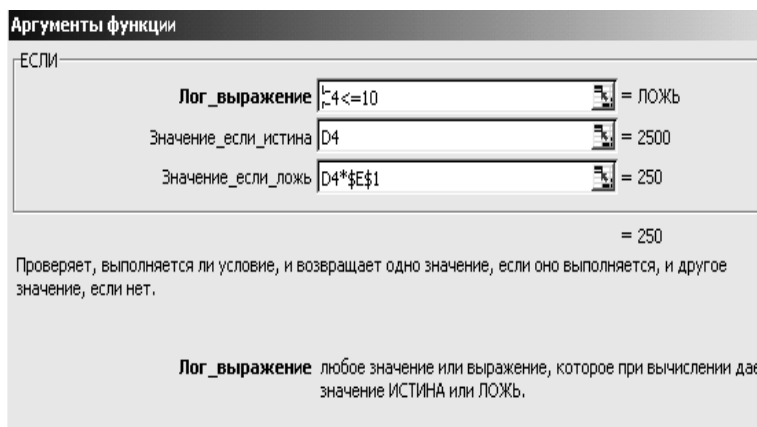 Аргументы функции
ЕСЛИ
Лог_выражение 4<=10 = ЛОЖЬ
Значение_если_истина D4 = 2500
Значение_если_ложь D4*$E$1 = 250
= 250
Проверяет, выполняется ли условие, и возвращает одно значение, если оно выполняется, и другое
значение, если нет.
Лог_выражение любое значение или выражение, которое при вычислении дае
значение ИСТИНА или ЛОЖЬ.